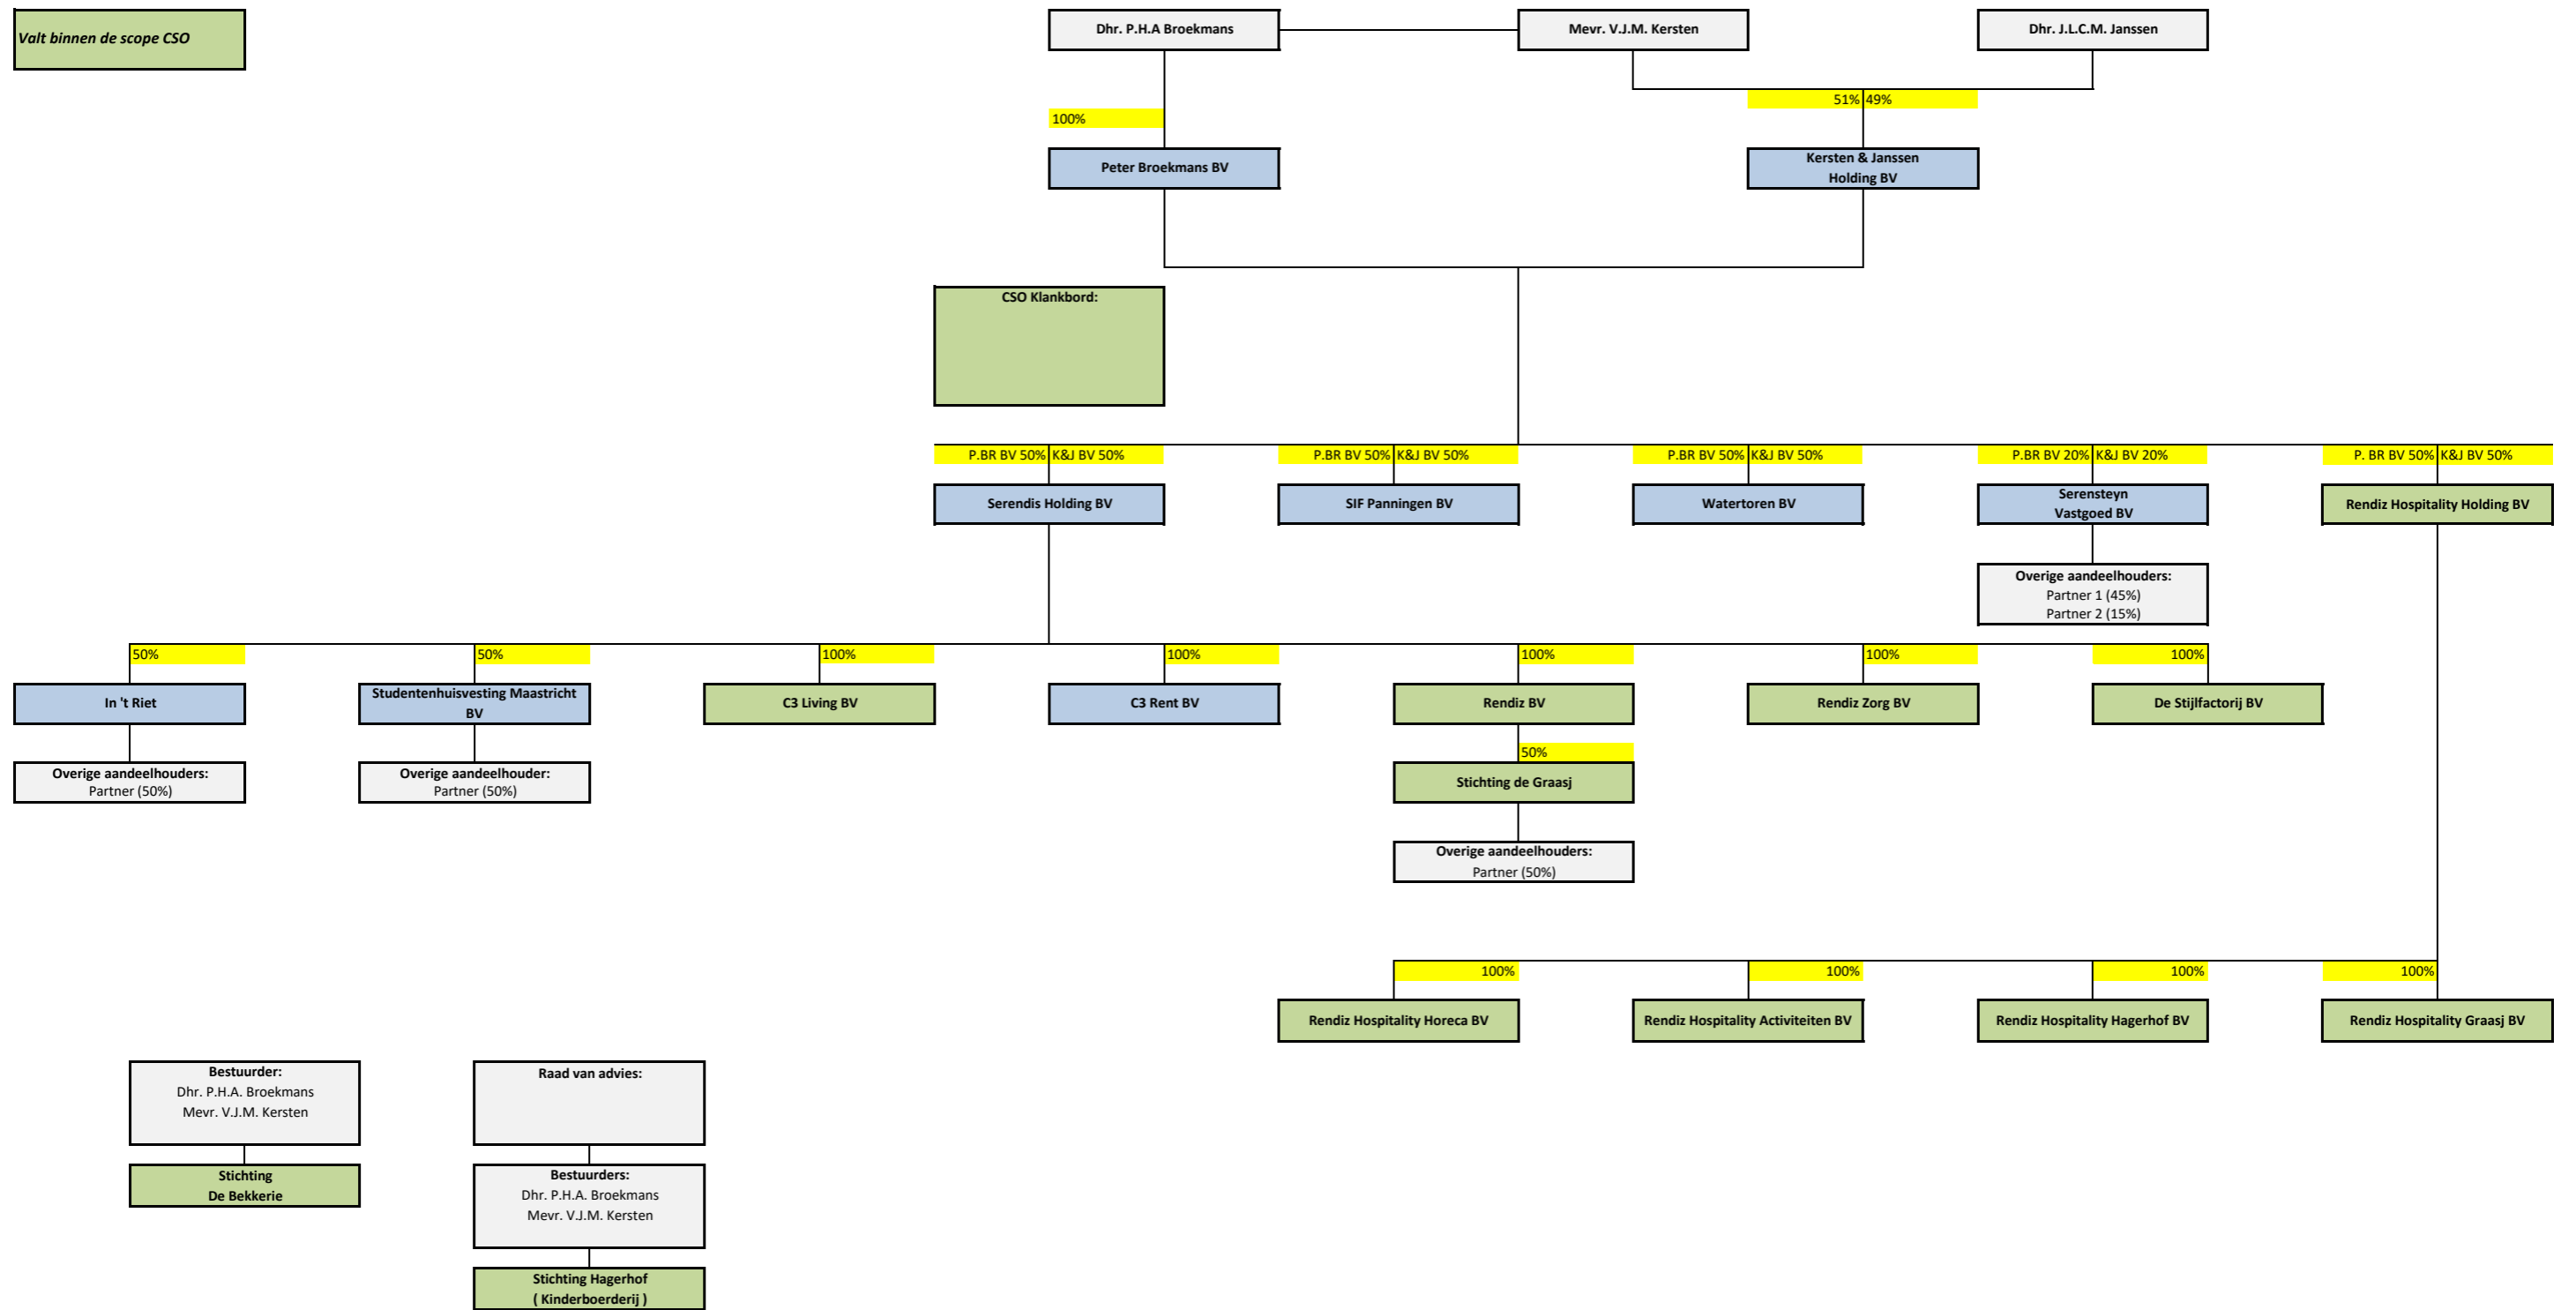 Valt binnen de scope CSO
Dhr. P.H.A Broekmans
Mevr. V.J.M. Kersten
Dhr. J.L.C.M. Janssen
51% 49%
100%
Peter Broekmans BV
Kersten & Janssen
Holding BV
CSO Klankbord:
P.BR BV 50% K&J BV 50%
P.BR BV 50% K&J BV 50%
P.BR BV 50% K&J BV 50%
P.BR BV 20% K&J BV 20%
P. BR BV 50% K&J BV 50%
Serendis Holding BV
SIF Panningen BV
Watertoren BV
Serensteyn
Vastgoed BV
Rendiz Hospitality Holding BV
Overige aandeelhouders:
Partner 1 (45%)
Partner 2 (15%)
50%
50%
100%
100%
100%
100%
100%
In 't Riet
Studentenhuisvesting Maastricht
BV
C3 Living BV
C3 Rent BV
Rendiz BV
Rendiz Zorg BV
De Stijlfactorij BV
50%
Overige aandeelhouders:
Partner (50%)
Overige aandeelhouder:
Partner (50%)
Stichting de Graasj
Overige aandeelhouders:
Partner (50%)
100%
100%
100%
100%
Rendiz Hospitality Horeca BV
Rendiz Hospitality Activiteiten BV
Rendiz Hospitality Hagerhof BV
Rendiz Hospitality Graasj BV
Bestuurder:
Dhr. P.H.A. Broekmans
Mevr. V.J.M. Kersten
Raad van advies:
Stichting
De Bekkerie
Bestuurders:
Dhr. P.H.A. Broekmans
Mevr. V.J.M. Kersten
Stichting Hagerhof
( Kinderboerderij )